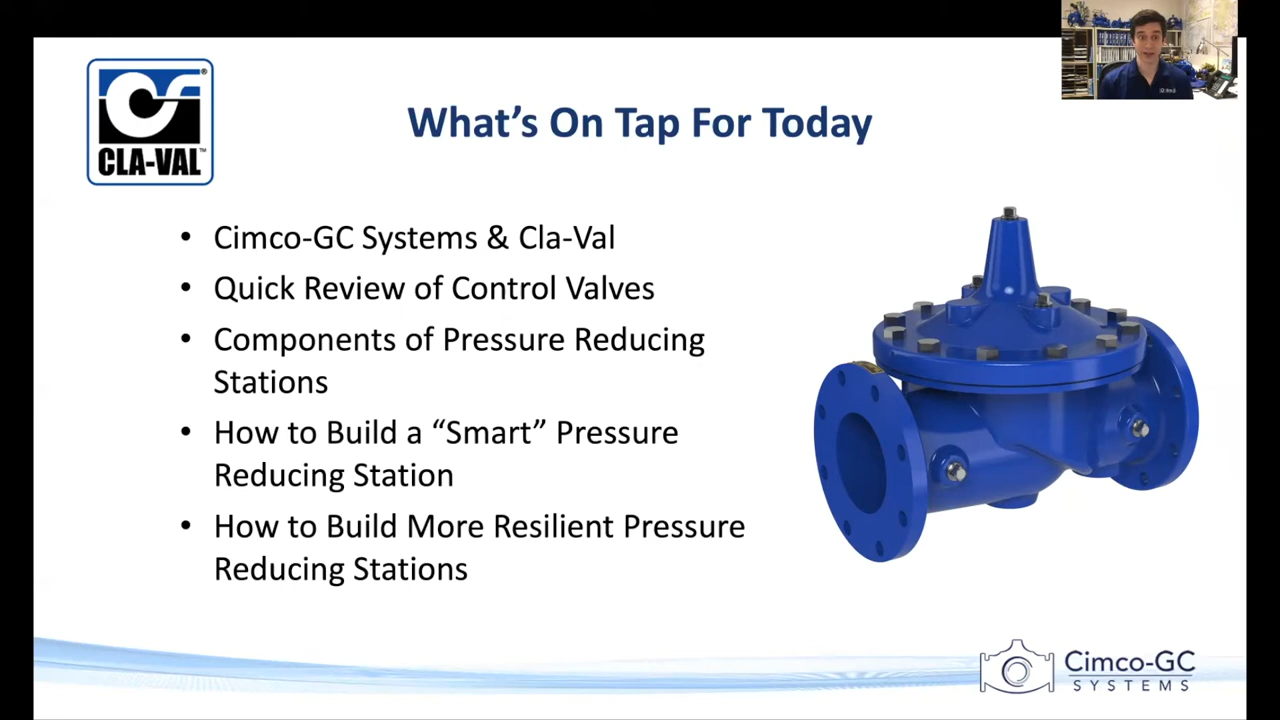 What's On Tap For Today
CLA-VAL™
®
• Cimco-GC Systems & Cla-Val
• Quick Review of Control Valves
• Components of Pressure Reducing
Stations
• How to Build a “Smart” Pressure
Reducing Station
• How to Build More Resilient Pressure
Reducing Stations
Cimco-GC
SYSTEMS